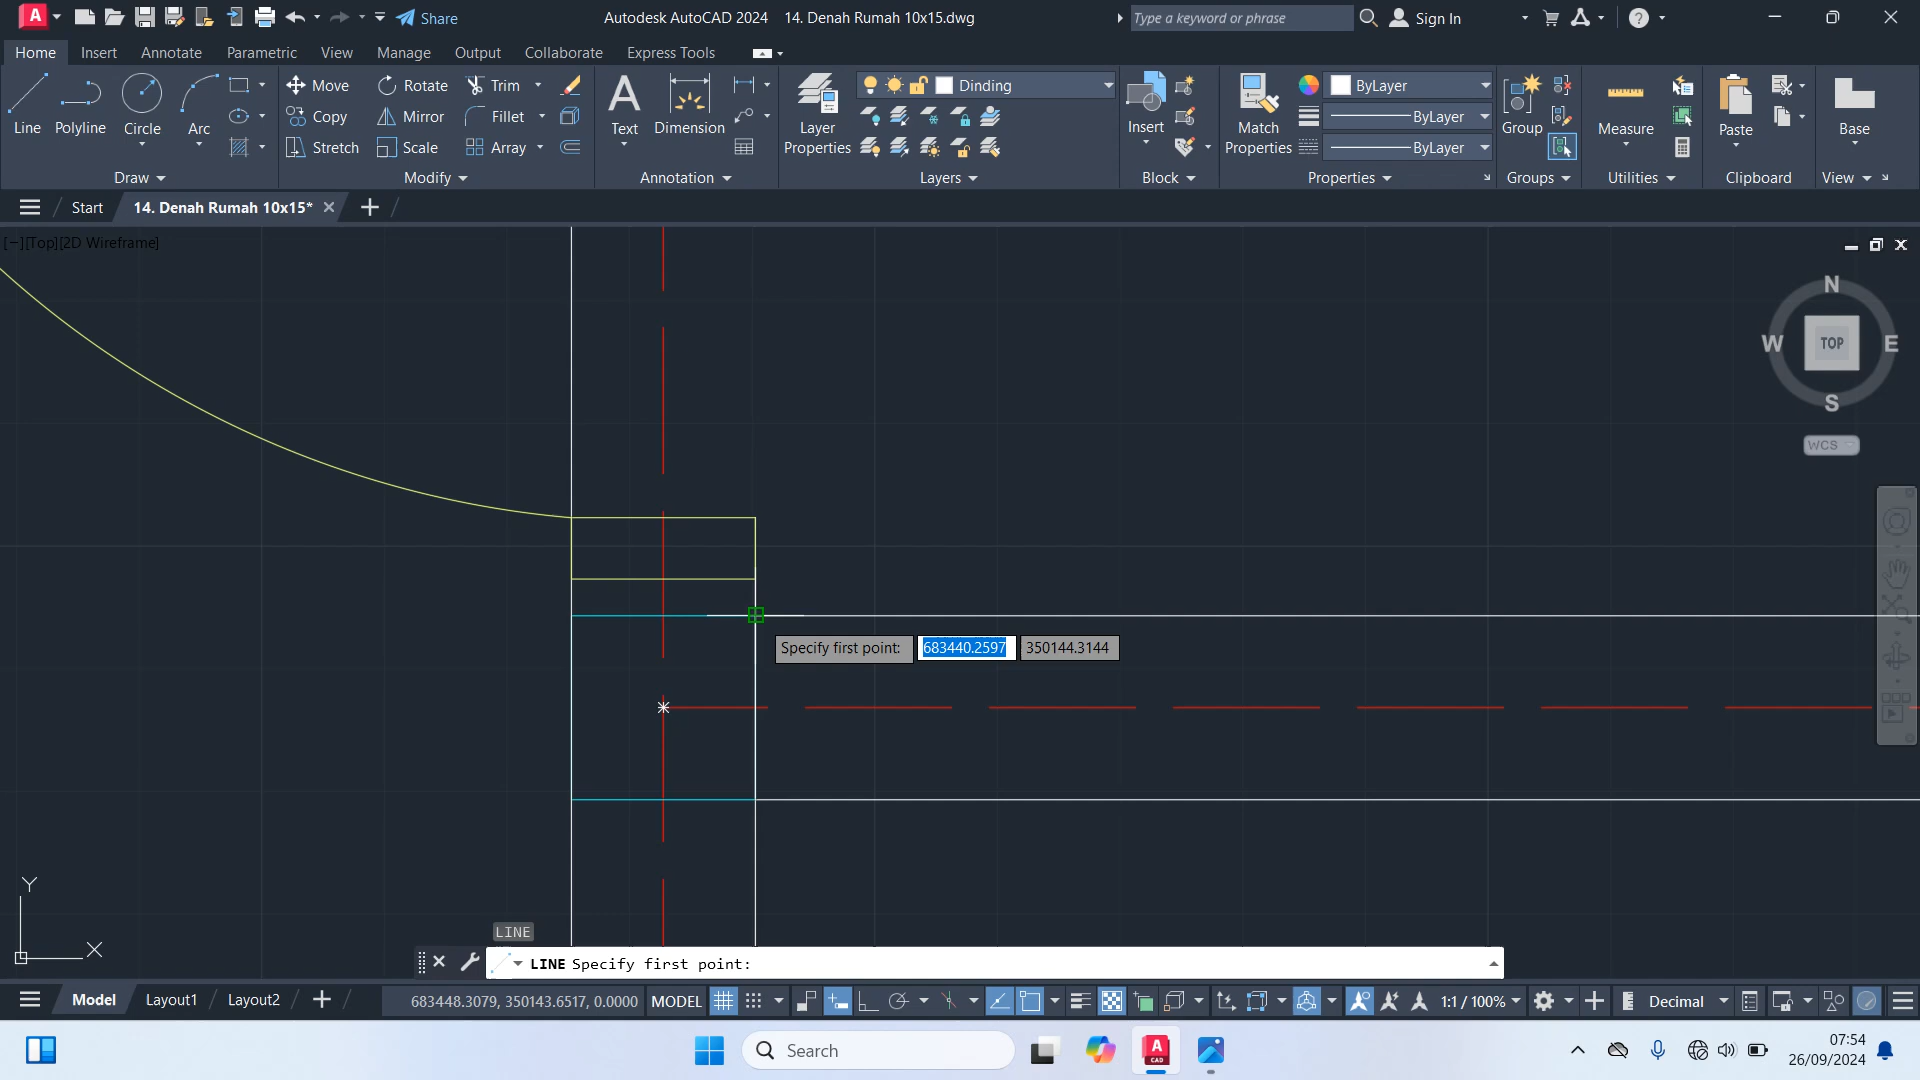 A Share Autodesk AutoCAD 2024 14. Denah Rumah 10x15.dwg Type a keyword or phrase Sign In ?
Home Insert Annotate Parametric View Manage Output Collaborate Express Tools
Move Rotate Trim Dinding ByLayer
Line Polyline Circle Arc Copy Mirror Fillet A Text Dimension Layer Properties Insert Match Properties ByLayer Group Measure Paste Base
Stretch Scale Array ByLayer
Draw Modify Annotation Layers Block Properties Groups Utilities Clipboard View
Start 14. Denah Rumah 10x15*
[−][Top][2D Wireframe]
N
W TOP E
S
WCS
Specify first point: 683440.2597 350144.3144
Y
X
LINE
LINE Specify first point:
Model Layout1 Layout2 683448.3079, 350143.6517, 0.0000 MODEL 1:1 / 100% Decimal
Search A CAD
07:54
26/09/2024